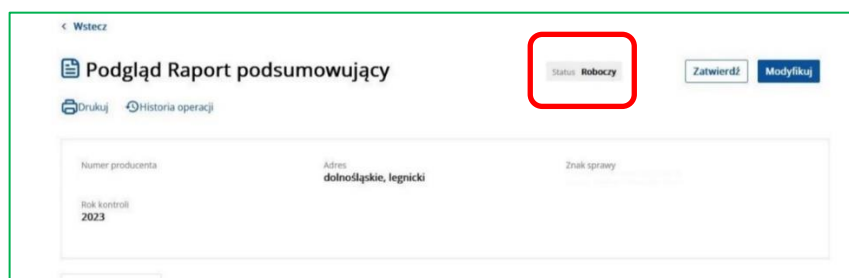 < Wstecz
Podgląd Raport podsumowujący
Status Roboczy
Zatwierdź
Modyfikuj
Drukuj
Historia operacji
Numer producenta
Adres
Znak sprawy
dolnośląskie, legnicki
Rok kontroli
2023